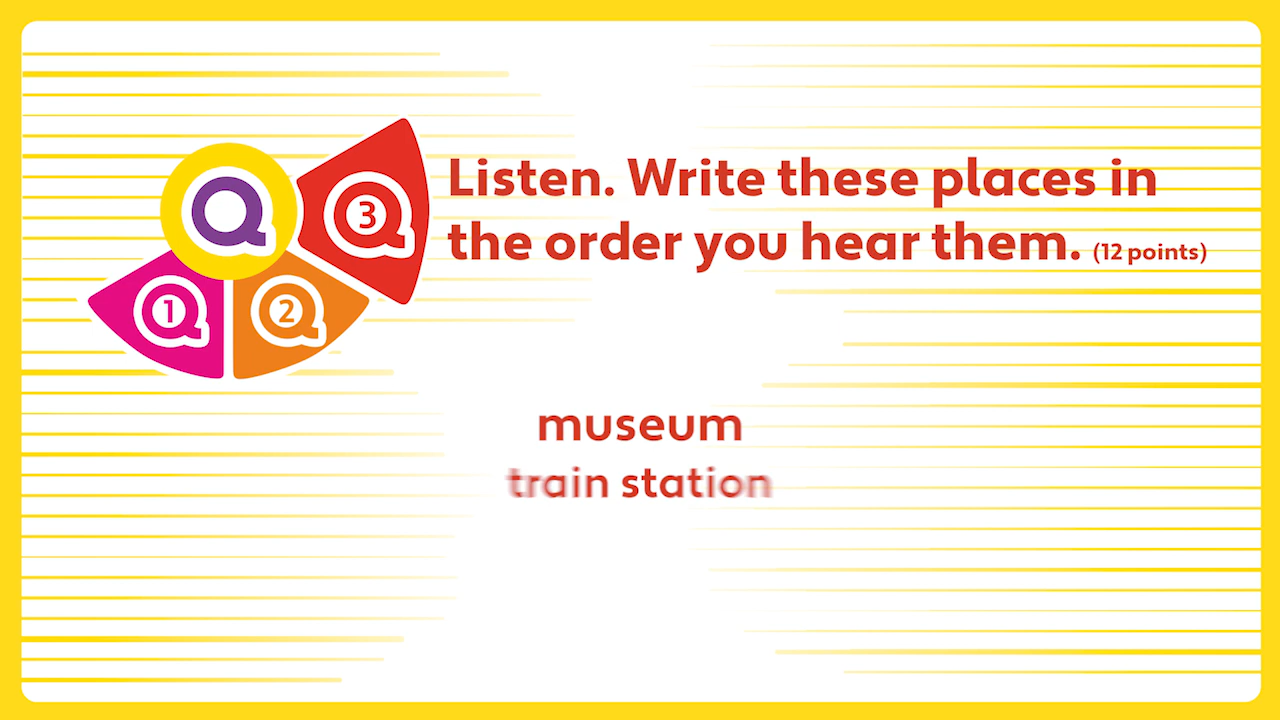 Q
3
1
2
Listen. Write these places in
the order you hear them. (12 points)
museum
train station